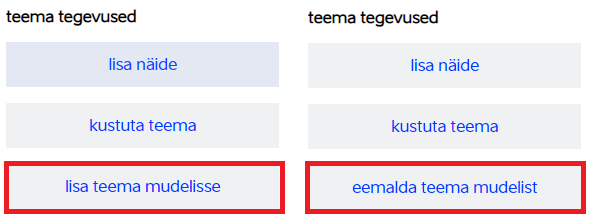 teema tegevused
lisa näide
kustuta teema
lisa teema mudelisse
teema tegevused
lisa näide
kustuta teema
eemalda teema mudelist